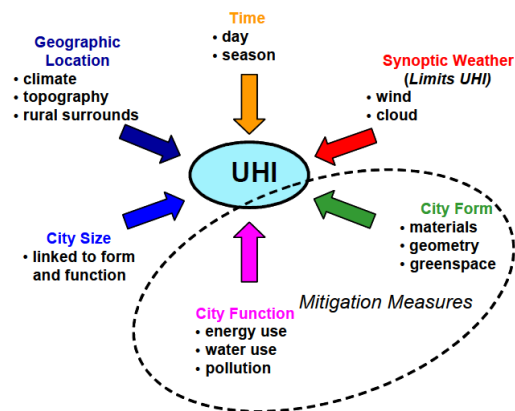 Time
• day
• season
Geographic
Location
• climate
• topography
• rural surrounds
Synoptic Weather
(Limits UHI)
• wind
• cloud
UHI
City Size
• linked to form
and function
City Form
• materials
• geometry
• greenspace
Mitigation Measures
City Function
• energy use
• water use
• pollution